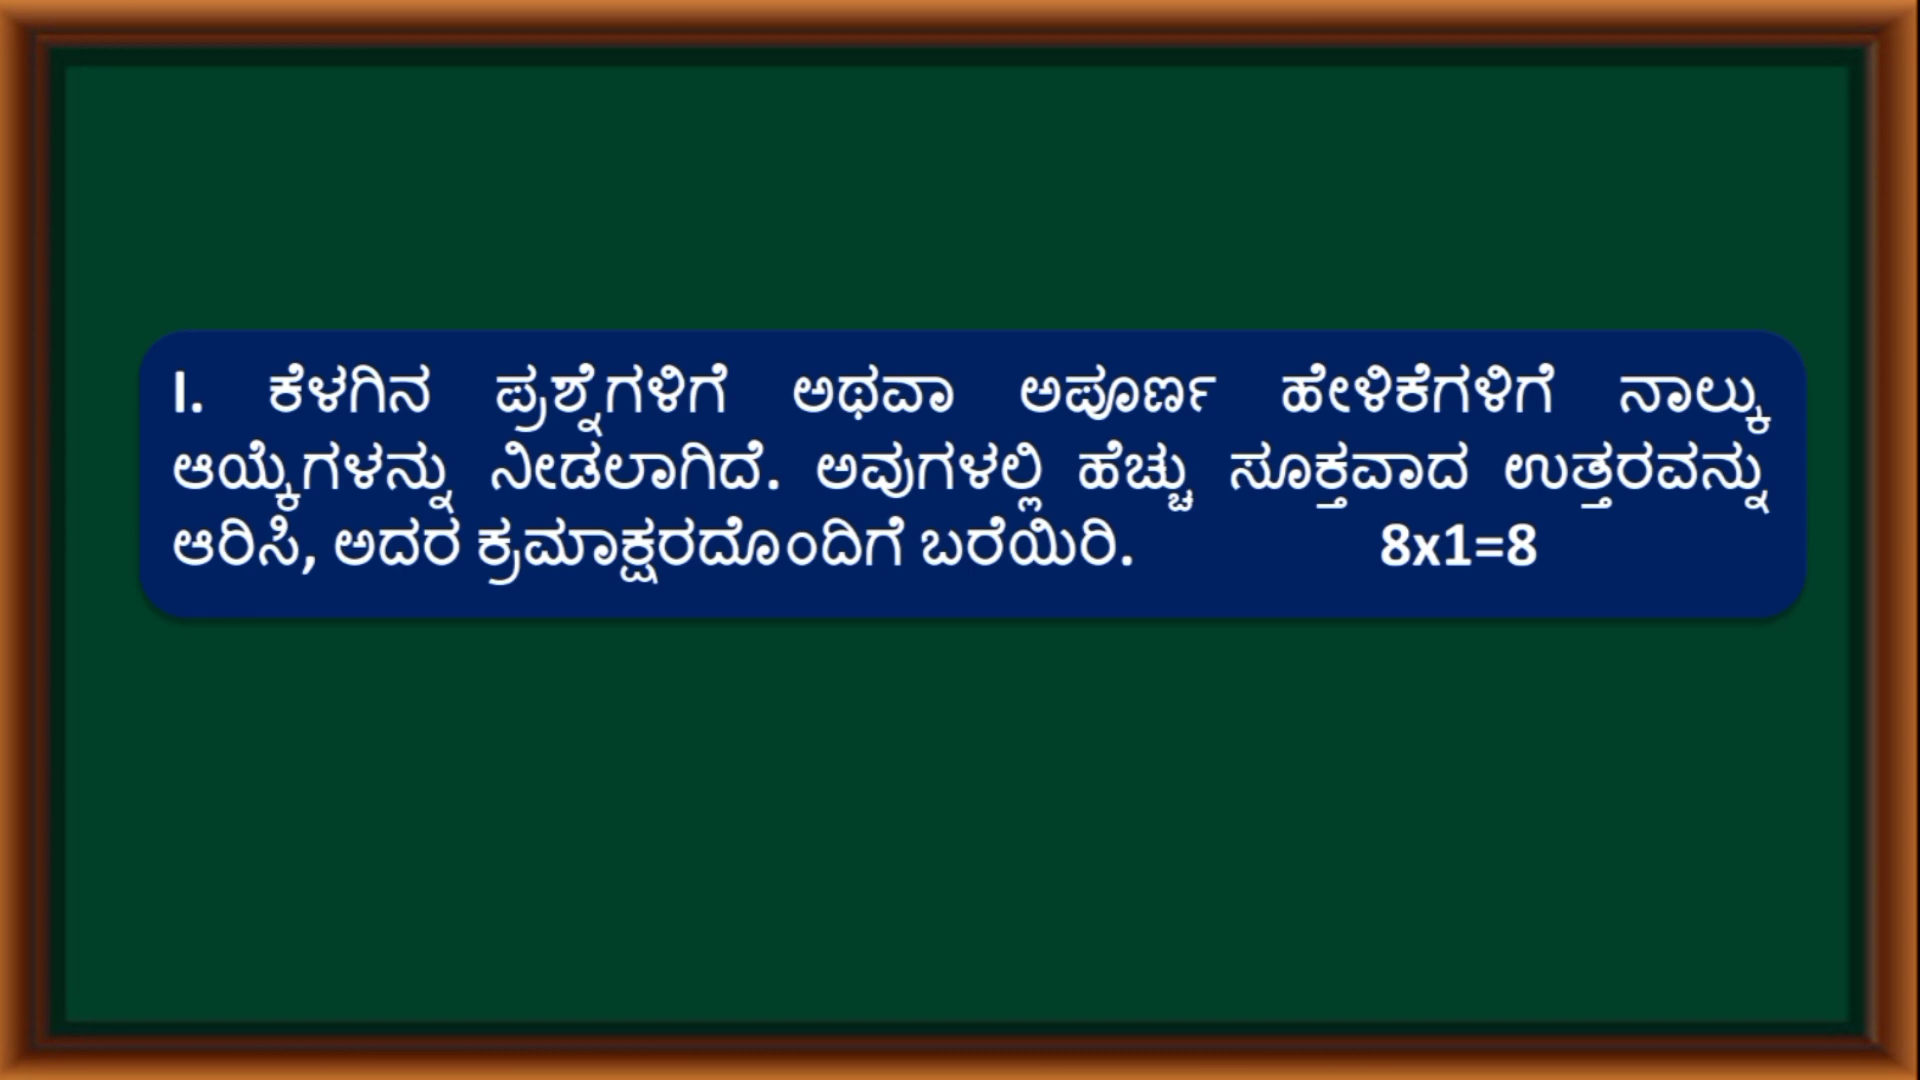 I. ಕೆಳಗಿನ ಪ್ರಶ್ನೆಗಳಿಗೆ ಅಥವಾ ಅಪೂರ್ಣ ಹೇಳಿಕೆಗಳಿಗೆ ನಾಲ್ಕು
ಆಯ್ಕೆಗಳನ್ನು ನೀಡಲಾಗಿದೆ. ಅವುಗಳಲ್ಲಿ ಹೆಚ್ಚು ಸೂಕ್ತವಾದ ಉತ್ತರವನ್ನು
ಆರಿಸಿ, ಅದರ ಕ್ರಮಾಕ್ಷರದೊಂದಿಗೆ ಬರೆಯಿರಿ. 8x1=8